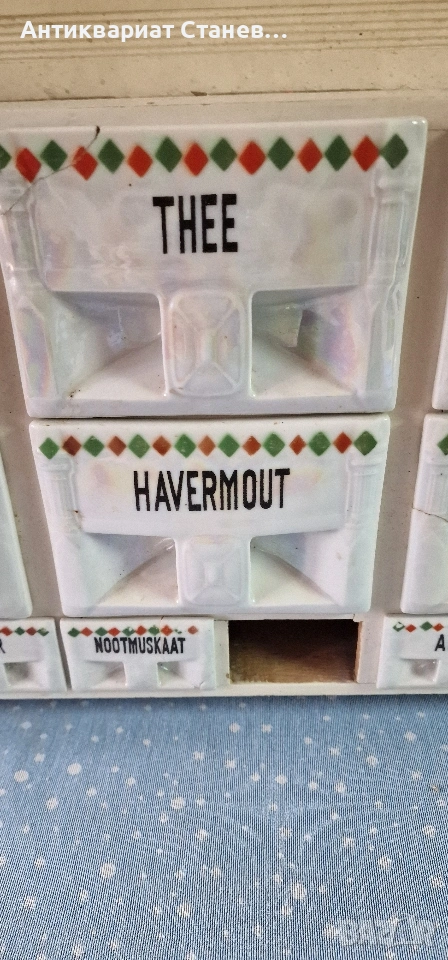 Антиквариат Станев...
THEE
HAVERMOUT
R
NOOTMUSKAAT
A